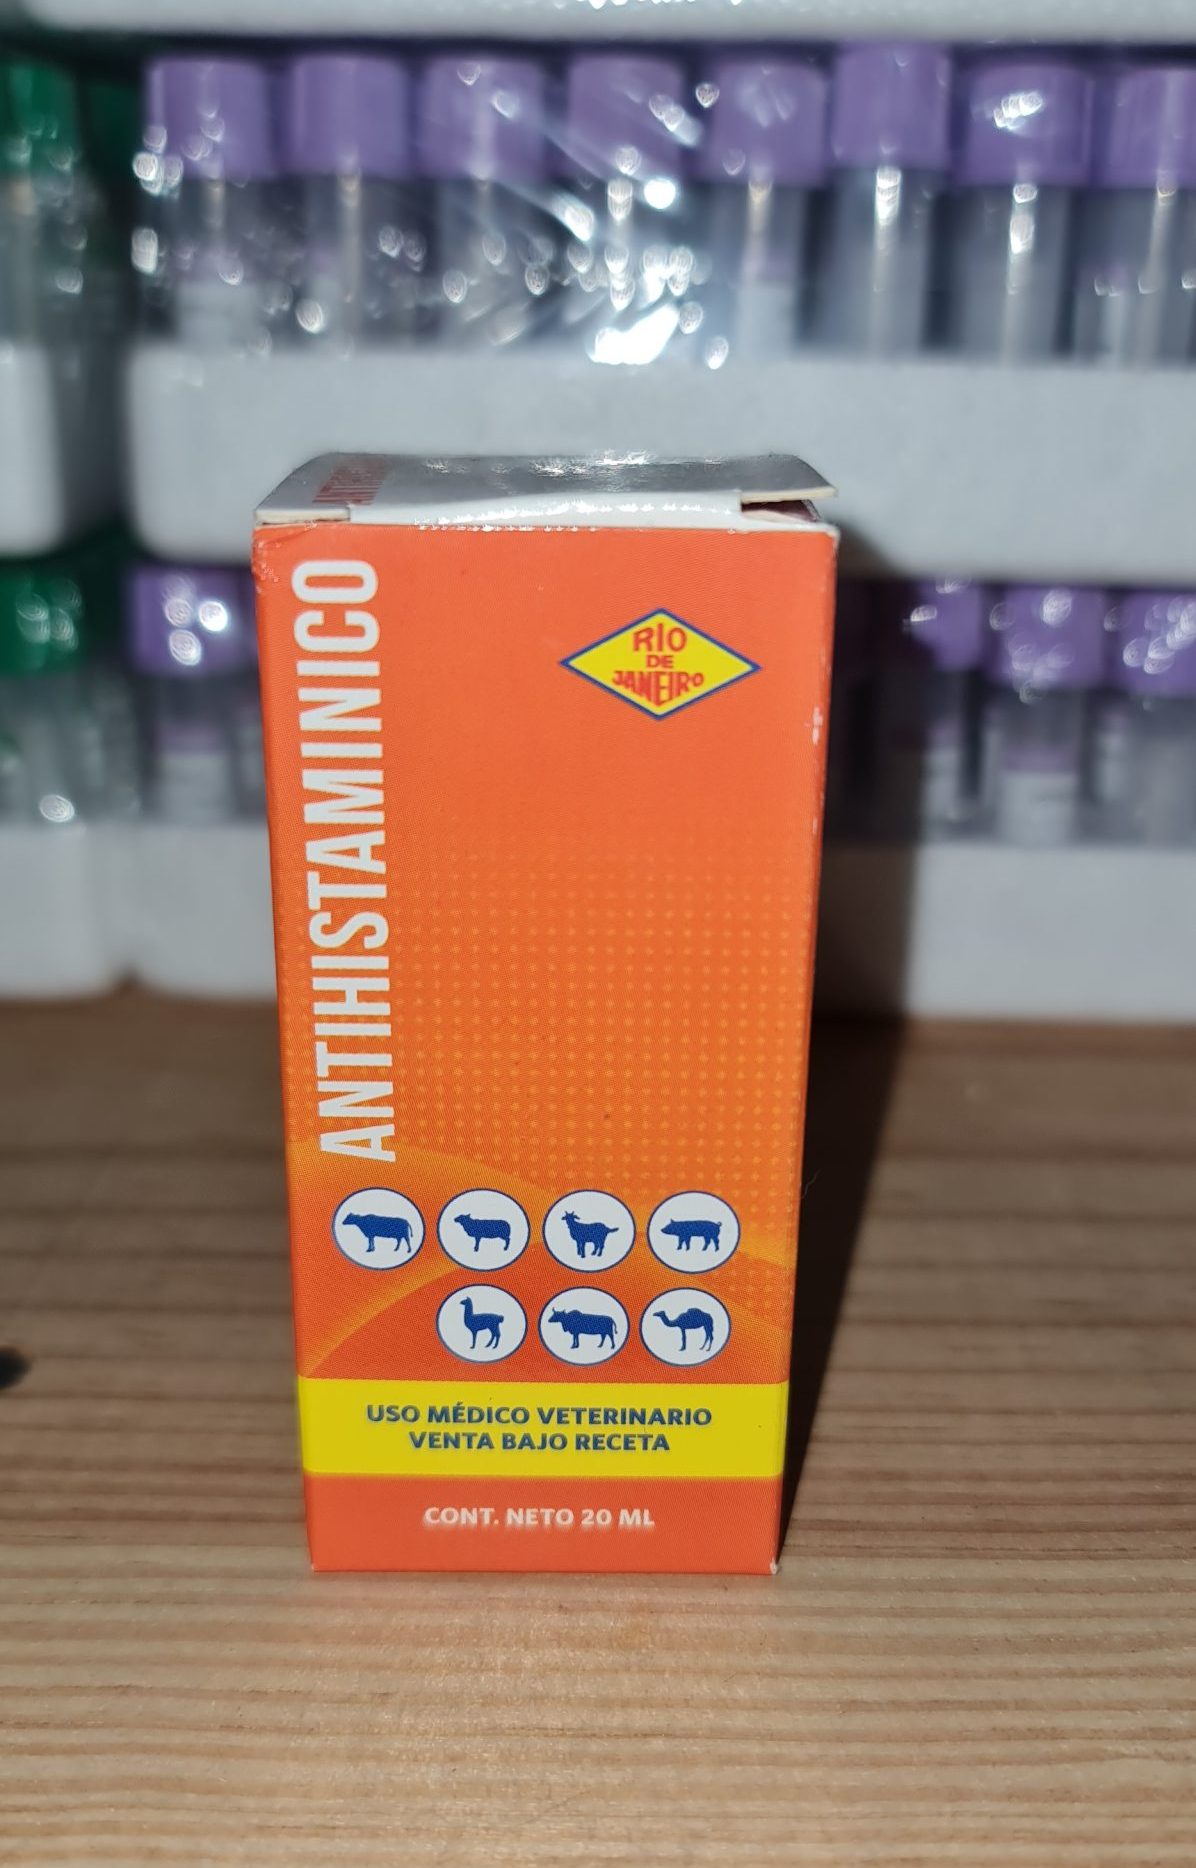 ANTIHISTAMINICO
RIO
DE
JANEIRO
USO MÉDICO VETERINARIO
VENTA BAJO RECETA
CONT. NETO 20 ML